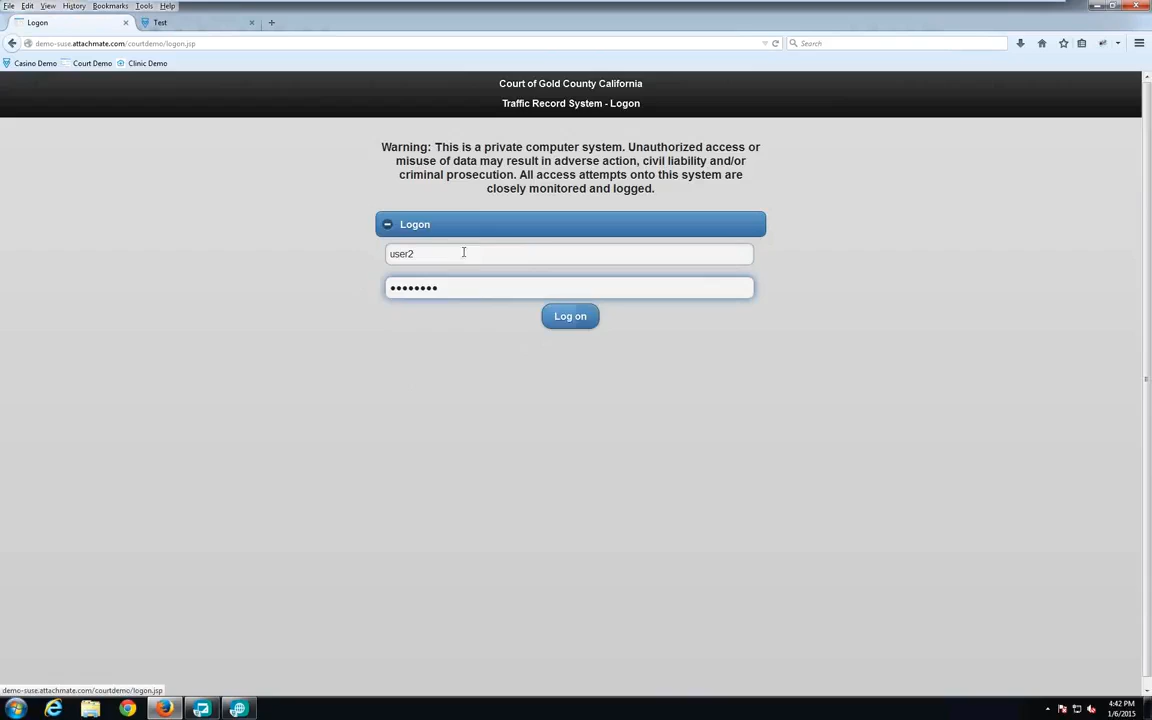 File Edit View History Bookmarks Tools Help
Logon Test
demo-suse.attachmate.com/courtdemo/logon.jsp Search
Casino Demo Court Demo Clinic Demo
Court of Gold County California
Traffic Record System - Logon
Warning: This is a private computer system. Unauthorized access or
misuse of data may result in adverse action, civil liability and/or
criminal prosecution. All access attempts onto this system are
closely monitored and logged.
Logon
user2
••••••••
Log on
demo-suse.attachmate.com/courtdemo/logon.jsp
4:42 PM
1/6/2015